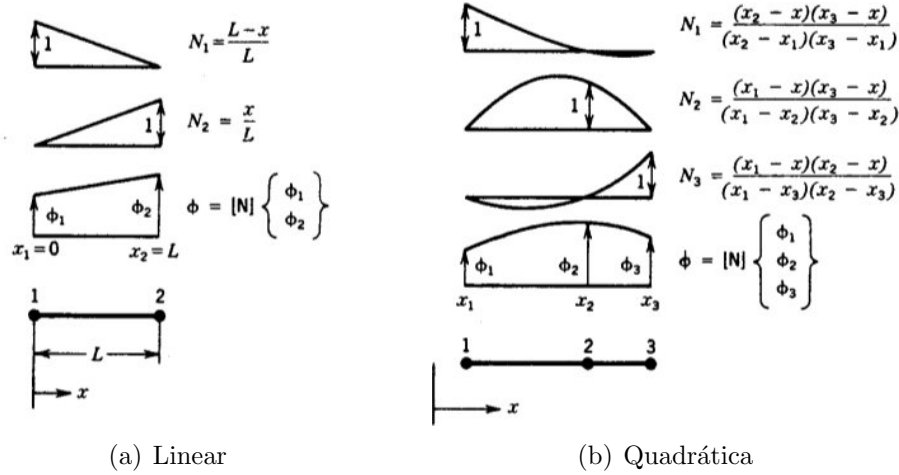 1
N₁ = (L − x) / L
1
N₂ = x / L
ϕ₁
ϕ₂
ϕ = ⌊N⌋ { ϕ₁ ϕ₂ }
x₁ = 0
x₂ = L
1
2
L
x
(a) Linear
1
N₁ = (x₂ − x)(x₃ − x) / (x₂ − x₁)(x₃ − x₁)
1
N₂ = (x₁ − x)(x₃ − x) / (x₁ − x₂)(x₃ − x₂)
1
N₃ = (x₁ − x)(x₂ − x) / (x₁ − x₃)(x₂ − x₃)
ϕ₁
ϕ₂
ϕ₃
ϕ = ⌊N⌋ { ϕ₁ ϕ₂ ϕ₃ }
x₁
x₂
x₃
1
2
3
x
(b) Quadrática